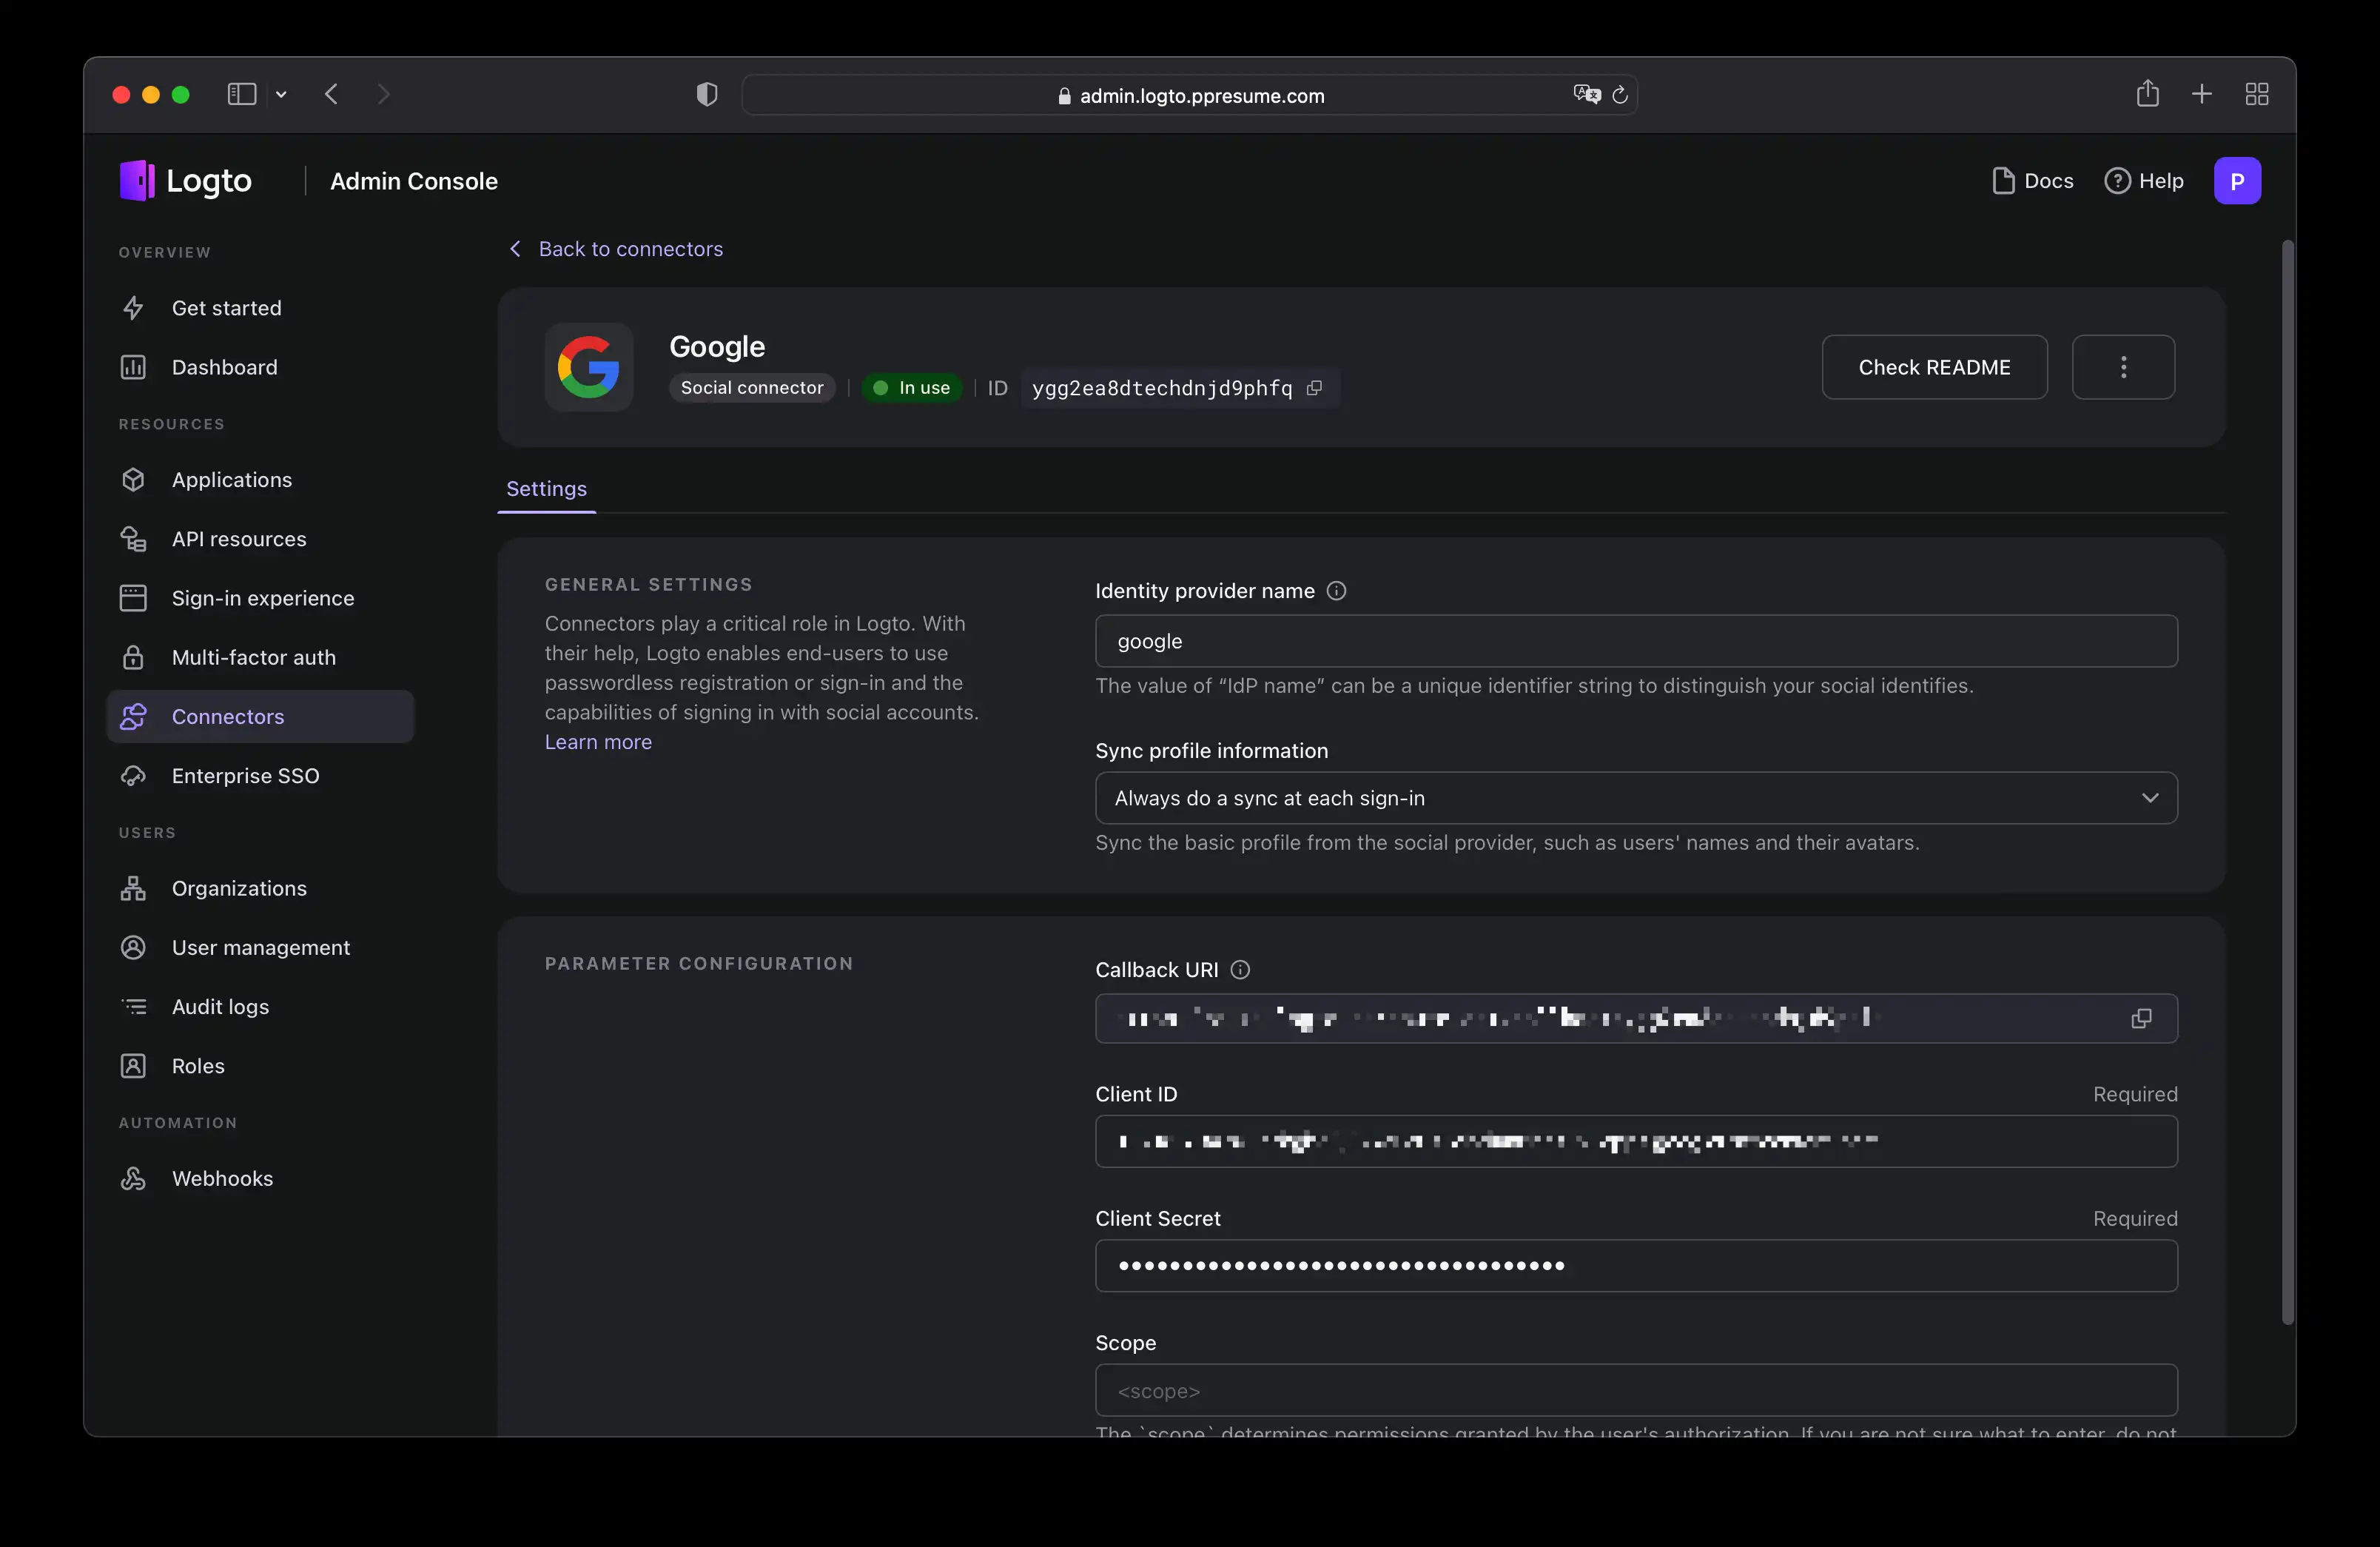 admin.logto.ppresume.com
Logto
Admin Console
Docs
Help
P
OVERVIEW
Get started
Dashboard
RESOURCES
Applications
API resources
Sign-in experience
Multi-factor auth
Connectors
Enterprise SSO
USERS
Organizations
User management
Audit logs
Roles
AUTOMATION
Webhooks
Back to connectors
Google
Social connector
In use
ID
ygg2ea8dtechdnjd9phfq
Check README
Settings
GENERAL SETTINGS
Connectors play a critical role in Logto. With
their help, Logto enables end-users to use
passwordless registration or sign-in and the
capabilities of signing in with social accounts.
Learn more
Identity provider name
google
The value of “IdP name” can be a unique identifier string to distinguish your social identifies.
Sync profile information
Always do a sync at each sign-in
Sync the basic profile from the social provider, such as users' names and their avatars.
PARAMETER CONFIGURATION
Callback URI
Client ID
Required
Client Secret
Required
Scope
<scope>
The `scope` determines permissions granted by the user's authorization. If you are not sure what to enter, do not